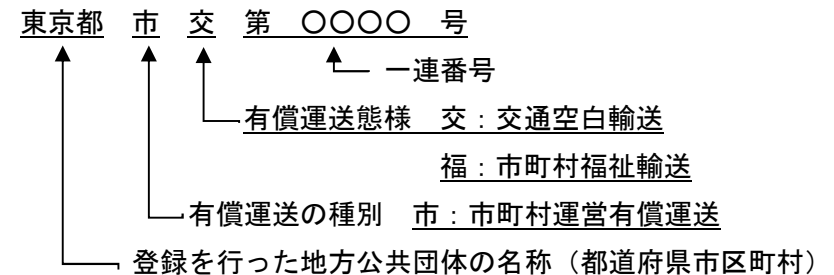 東京都 市 交 第 〇〇〇〇 号
一連番号
有償運送態様 交：交通空白輸送
福：市町村福祉輸送
有償運送の種別 市：市町村運営有償運送
登録を行った地方公共団体の名称（都道府県市区町村）